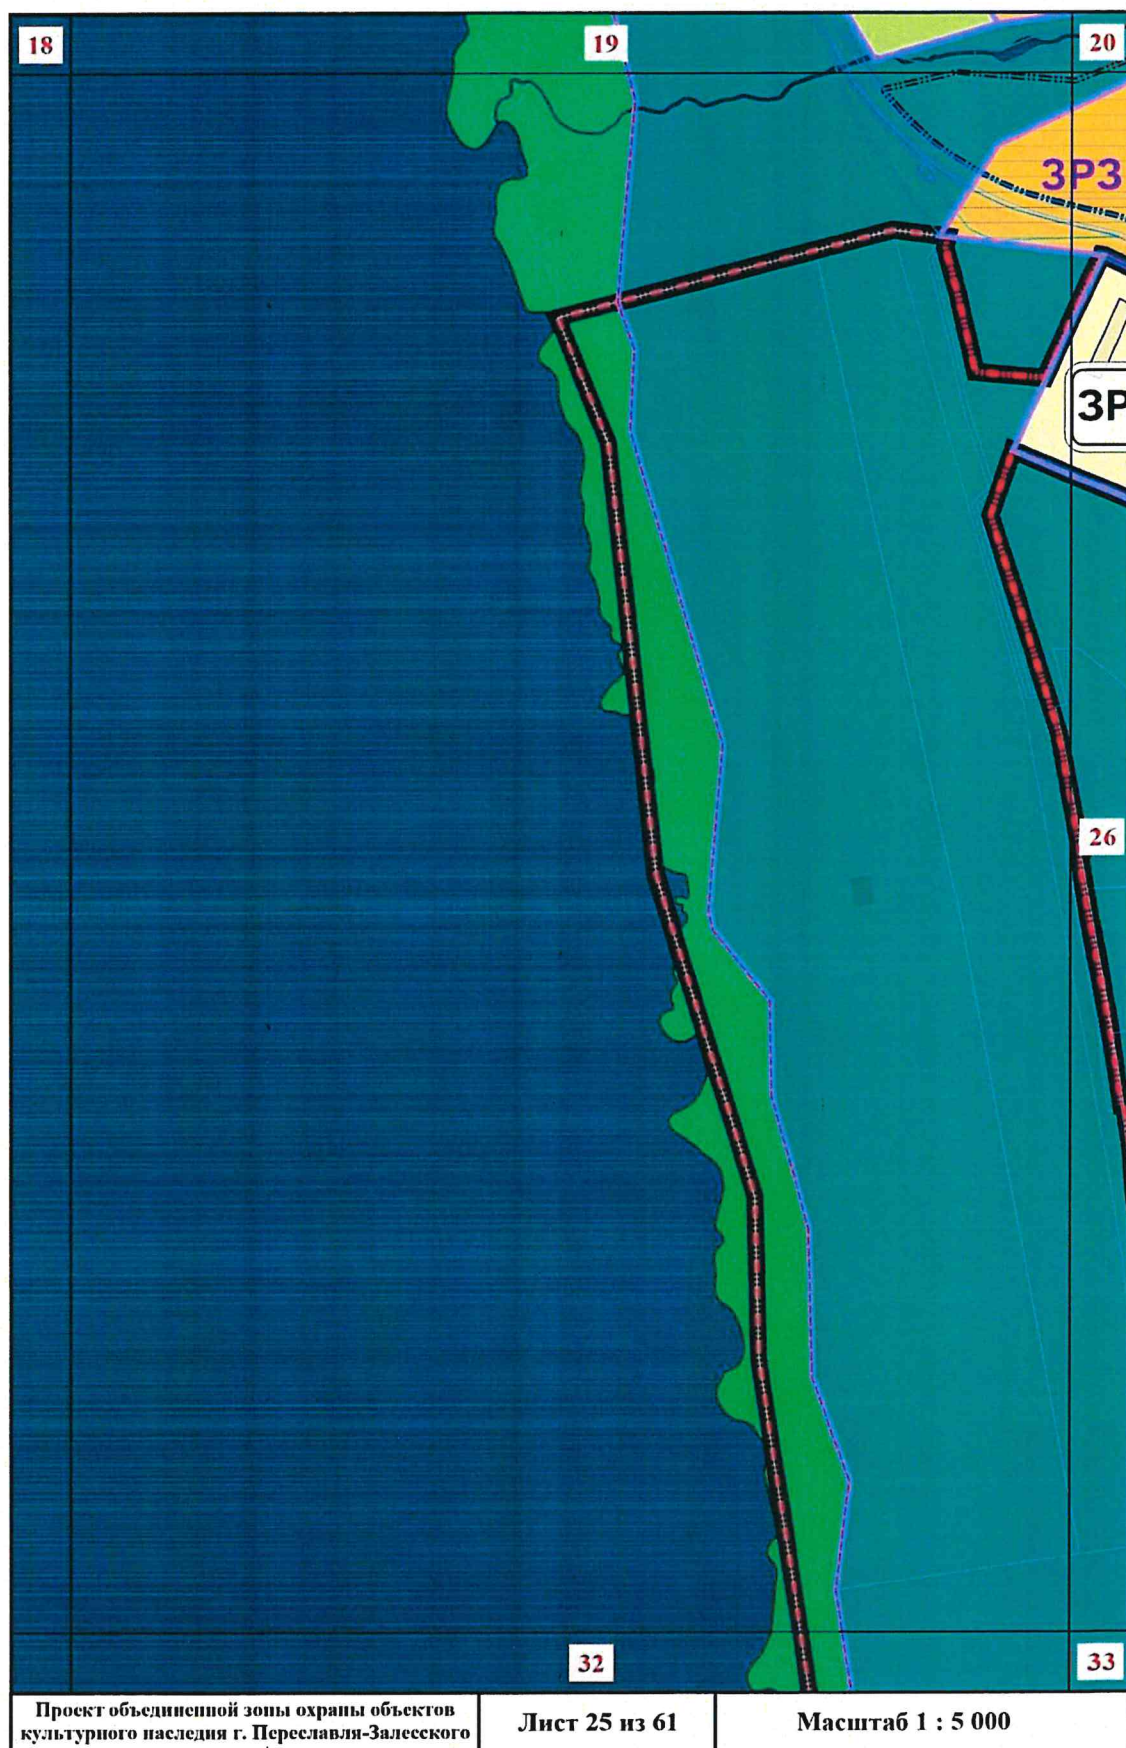 18
19
20
ЗРЗ
ЗР
26
32
33
Проект объединенной зоны охраны объектов
культурного наследия г. Переславля-Залесского
Лист 25 из 61
Масштаб 1 : 5 000